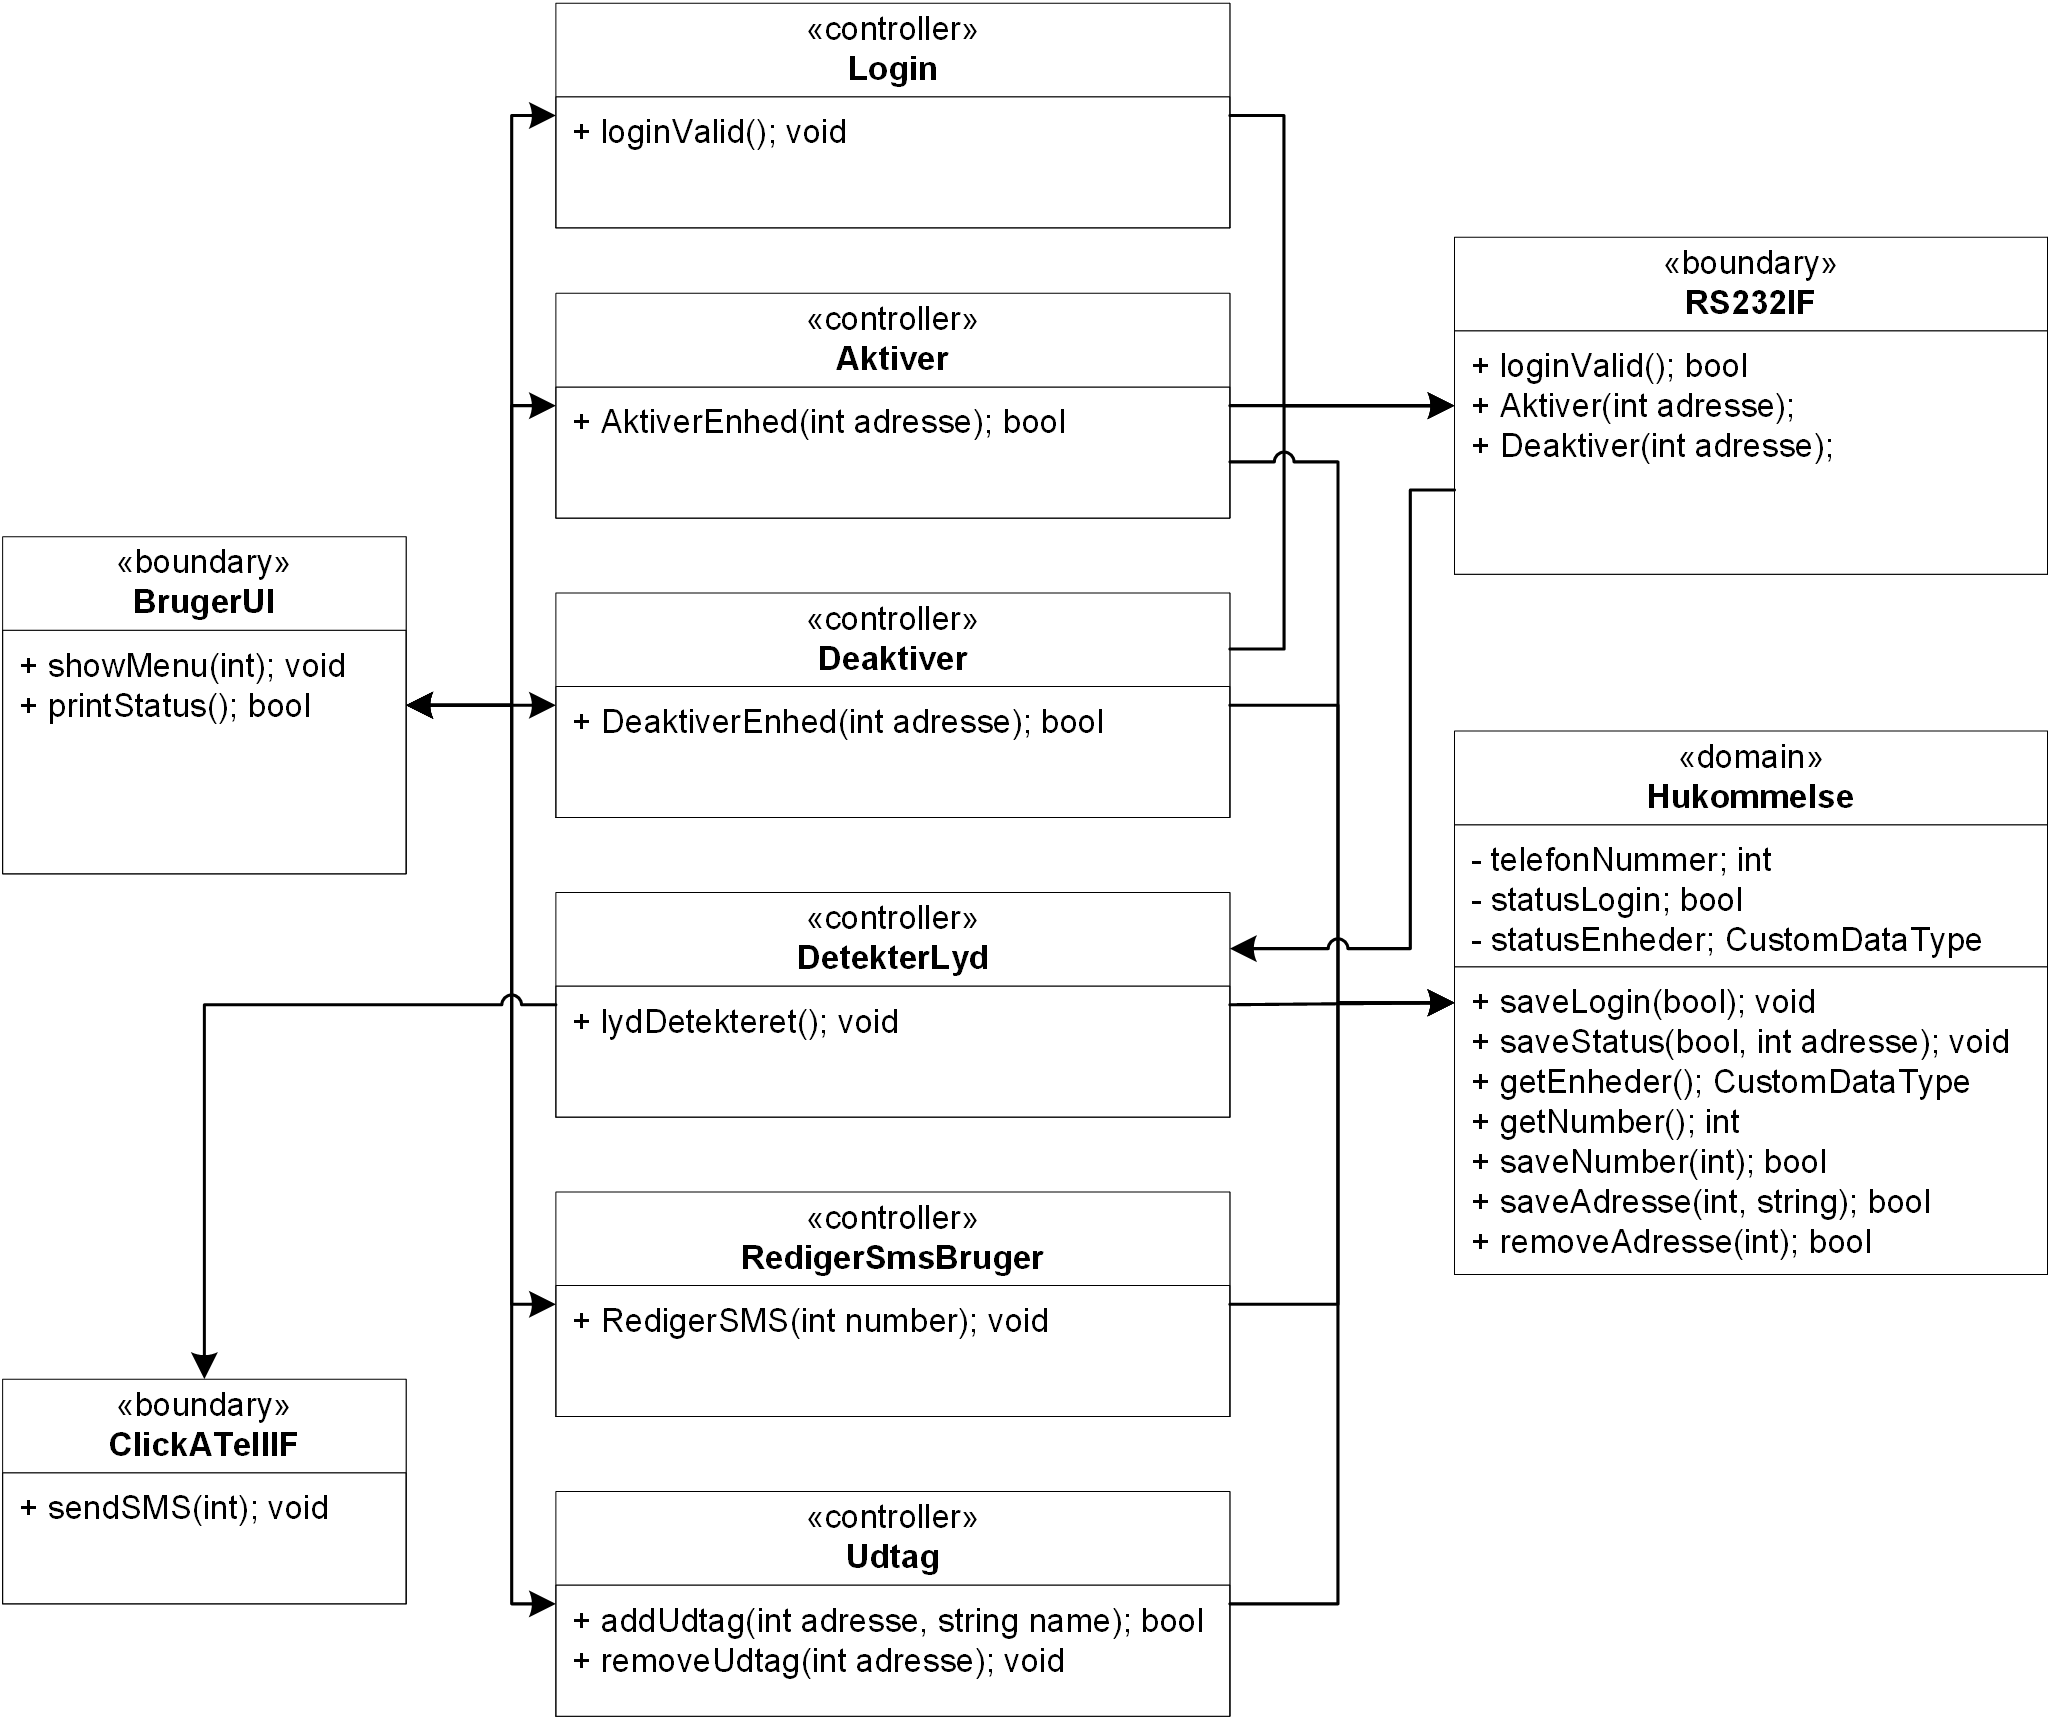 «controller»
Login
+ loginValid(); void
«controller»
Aktiver
+ AktiverEnhed(int adresse); bool
«boundary»
RS232IF
+ loginValid(); bool
+ Aktiver(int adresse);
+ Deaktiver(int adresse);
«boundary»
BrugerUI
+ showMenu(int); void
+ printStatus(); bool
«controller»
Deaktiver
+ DeaktiverEnhed(int adresse); bool
«domain»
Hukommelse
- telefonNummer; int
- statusLogin; bool
- statusEnheder; CustomDataType
+ saveLogin(bool); void
+ saveStatus(bool, int adresse); void
+ getEnheder(); CustomDataType
+ getNumber(); int
+ saveNumber(int); bool
+ saveAdresse(int, string); bool
+ removeAdresse(int); bool
«controller»
DetekterLyd
+ lydDetekteret(); void
«controller»
RedigerSmsBruger
+ RedigerSMS(int number); void
«boundary»
ClickATellIF
+ sendSMS(int); void
«controller»
Udtag
+ addUdtag(int adresse, string name); bool
+ removeUdtag(int adresse); void